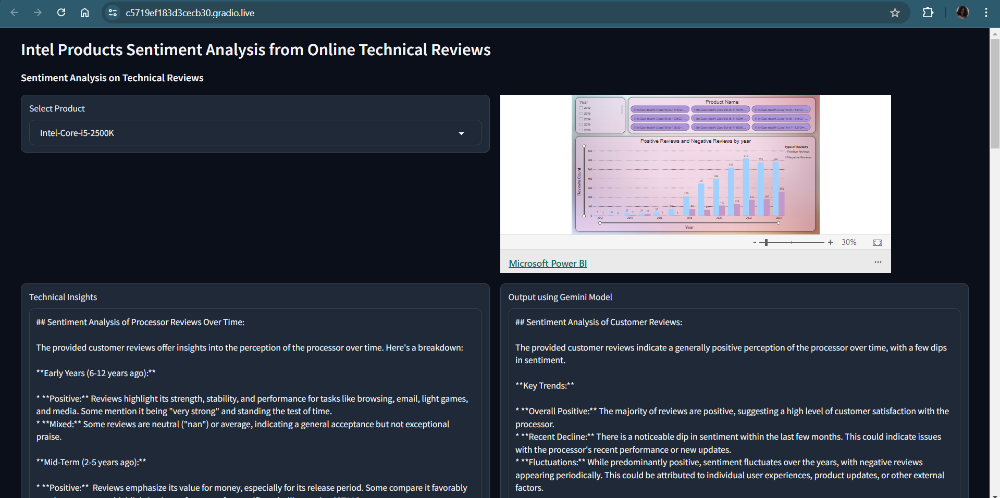 c5719ef183d3cecb30.gradio.live
Intel Products Sentiment Analysis from Online Technical Reviews
Sentiment Analysis on Technical Reviews
Select Product
Intel-Core-i5-2500K
Year
2012
2013
2014
2015
2016
Product Name
Positive Reviews and Negative Reviews by year
Type of Reviews
Positive Reviews
Negative Reviews
Reviews Count
700
600
500
400
300
200
100
0
619
576
582
519
396
347
209
2012
2014
2016
2018
2020
2022
2024
Year
- + 30%
Microsoft Power BI
...
Technical Insights
## Sentiment Analysis of Processor Reviews Over Time:
The provided customer reviews offer insights into the perception of the processor over time. Here's a breakdown:
**Early Years (6-12 years ago):**
* **Positive:** Reviews highlight its strength, stability, and performance for tasks like browsing, email, light games,
and media. Some mention it being "very strong" and standing the test of time.
* **Mixed:** Some reviews are neutral ("nan") or average, indicating a general acceptance but not exceptional
praise.
**Mid-Term (2-5 years ago):**
* **Positive:** Reviews emphasize its value for money, especially for its release period. Some compare it favorably
Output using Gemini Model
## Sentiment Analysis of Customer Reviews:
The provided customer reviews indicate a generally positive perception of the processor over time, with a few dips
in sentiment.
**Key Trends:**
* **Overall Positive:** The majority of reviews are positive, suggesting a high level of customer satisfaction with the
processor.
* **Recent Decline:** There is a noticeable dip in sentiment within the last few months. This could indicate issues
with the processor's recent performance or new updates.
* **Fluctuations:** While predominantly positive, sentiment fluctuates over the years, with negative reviews
appearing periodically. This could be attributed to individual user experiences, product updates, or other external
factors.